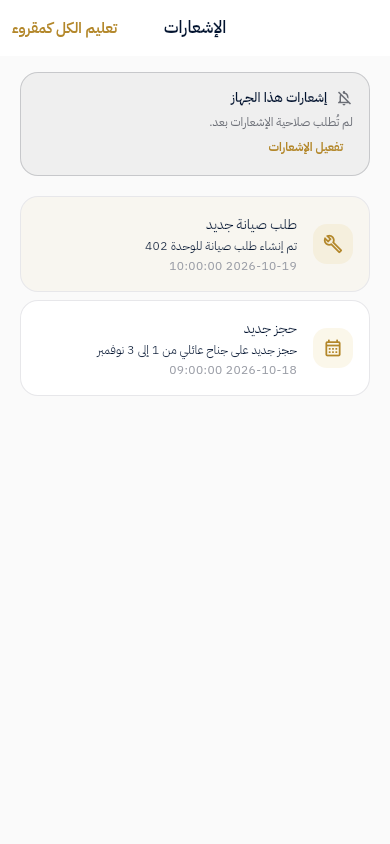 الإشعارات
تعليم الكل كمقروء
إشعارات هذا الجهاز
لم تُطلب صلاحية الإشعارات بعد.
تفعيل الإشعارات
طلب صيانة جديد
تم إنشاء طلب صيانة للوحدة 402
2026-10-19 10:00:00
حجز جديد
حجز جديد على جناح عائلي من 1 إلى 3 نوفمبر
2026-10-18 09:00:00